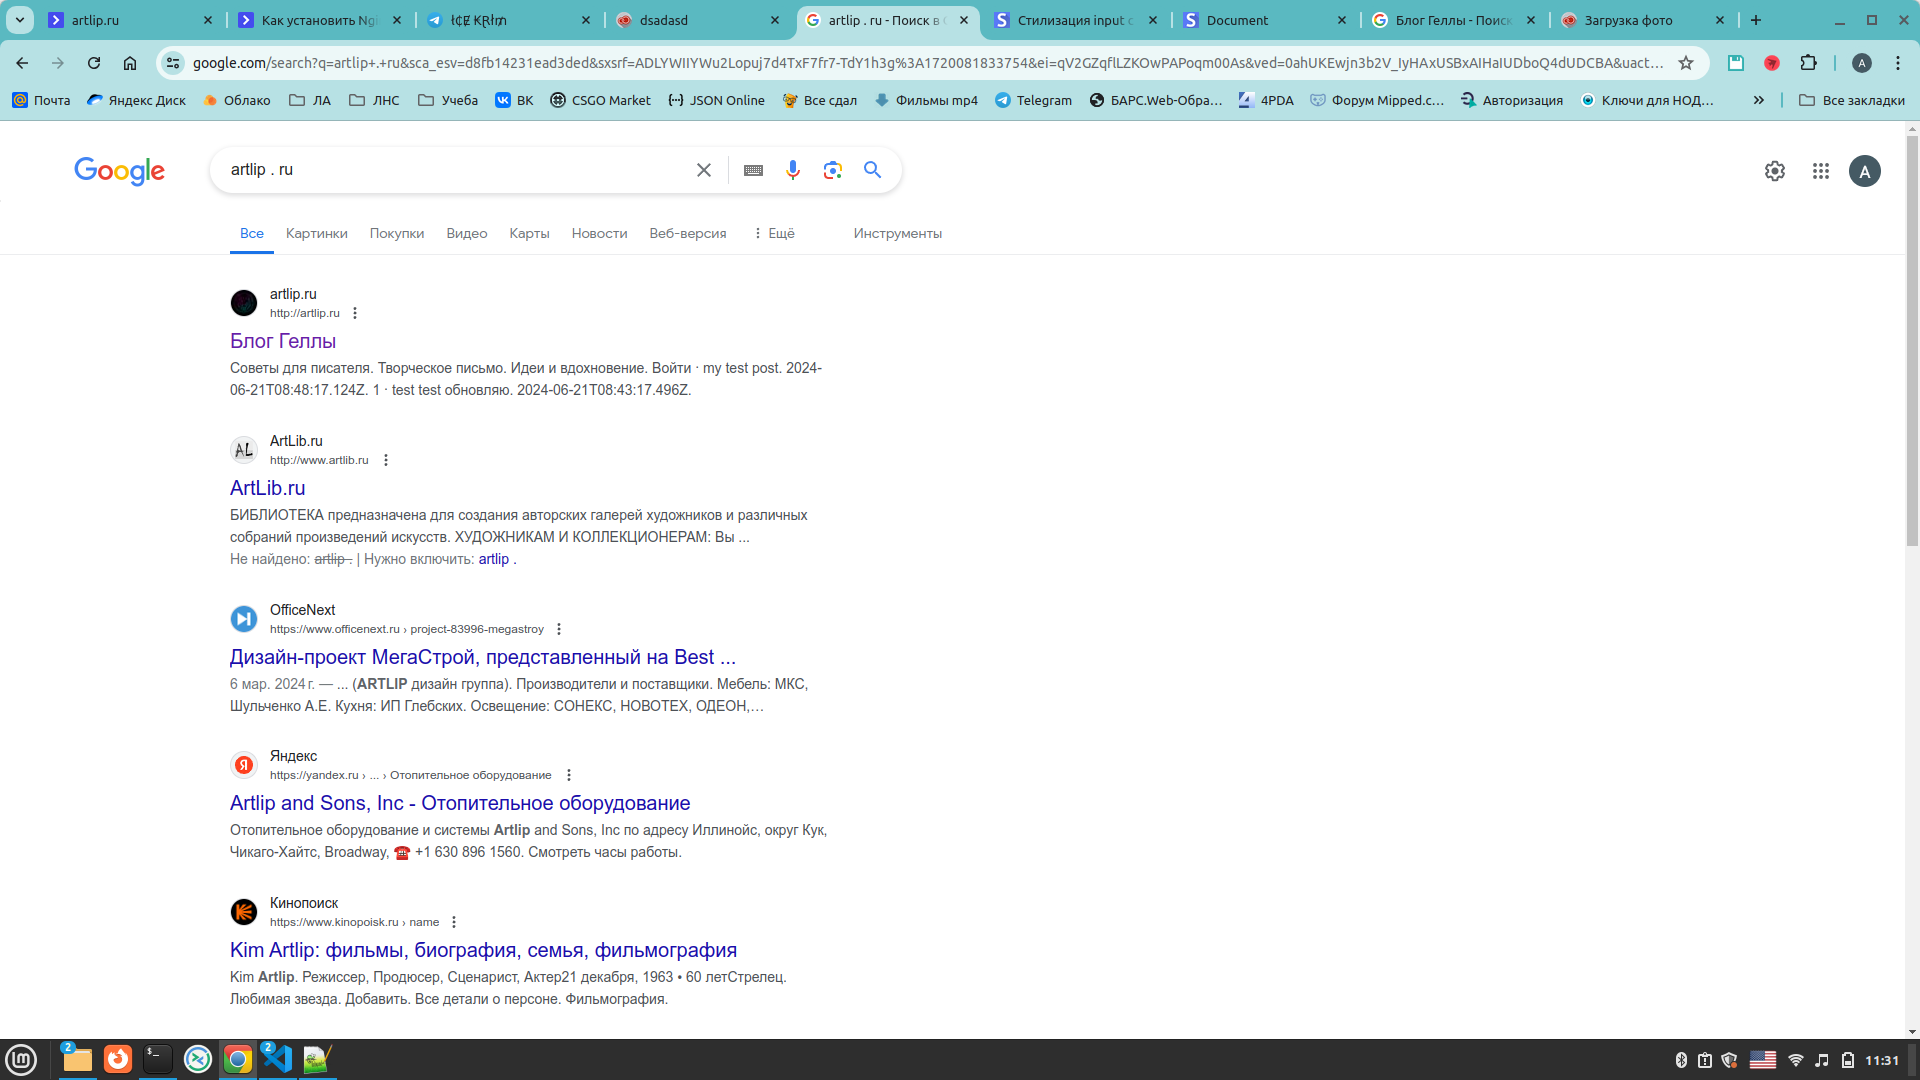 artlip.ru
Как установить Ngi
dsadasd
artlip . ru - Поиск в G
Стилизация input c
Document
Блог Геллы - Поиск
Загрузка фото
google.com/search?q=artlip+.+ru&sca_esv=d8fb14231ead3ded&sxsrf=ADLYWIIYWu2Lopuj7d4TxF7fr7-TdY1h3g%3A1720081833754&ei=qV2GZqflLZKOwPAPoqm00As&ved=0ahUKEwjn3b2V_IyHAxUSBxAIHaIUDboQ4dUDCBA&uact...
A
Почта
Яндекс Диск
Облако
ЛА
ЛНС
Учеба
ВК
CSGO Market
JSON Online
Все сдал
Фильмы mp4
Telegram
БАРС.Web-Обра...
4PDA
Форум Mipped.c...
Авторизация
Ключи для НОД...
Все закладки
Google
artlip . ru
A
Все
Картинки
Покупки
Видео
Карты
Новости
Веб-версия
Ещё
Инструменты
artlip.ru
http://artlip.ru
Блог Геллы
Советы для писателя. Творческое письмо. Идеи и вдохновение. Войти · my test post. 2024-
06-21T08:48:17.124Z. 1 · test test обновляю. 2024-06-21T08:43:17.496Z.
AL
ArtLib.ru
http://www.artlib.ru
ArtLib.ru
БИБЛИОТЕКА предназначена для создания авторских галерей художников и различных
собраний произведений искусств. ХУДОЖНИКАМ И КОЛЛЕКЦИОНЕРАМ: Вы ...
Не найдено: artlip . | Нужно включить: artlip .
OfficeNext
https://www.officenext.ru › project-83996-megastroy
Дизайн-проект МегаСтрой, представленный на Best ...
6 мар. 2024 г. — ... (ARTLIP дизайн группа). Производители и поставщики. Мебель: МКС,
Шульченко А.Е. Кухня: ИП Глебских. Освещение: СОНЕКС, НОВОТЕХ, ОДЕОН,...
Я
Яндекс
https://yandex.ru › ... › Отопительное оборудование
Artlip and Sons, Inc - Отопительное оборудование
Отопительное оборудование и системы Artlip and Sons, Inc по адресу Иллинойс, округ Кук,
Чикаго-Хайтс, Broadway, ☎ +1 630 896 1560. Смотреть часы работы.
Кинопоиск
https://www.kinopoisk.ru › name
Kim Artlip: фильмы, биография, семья, фильмография
Kim Artlip. Режиссер, Продюсер, Сценарист, Актер21 декабря, 1963 • 60 летСтрелец.
Любимая звезда. Добавить. Все детали о персоне. Фильмография.
2
2
11:31